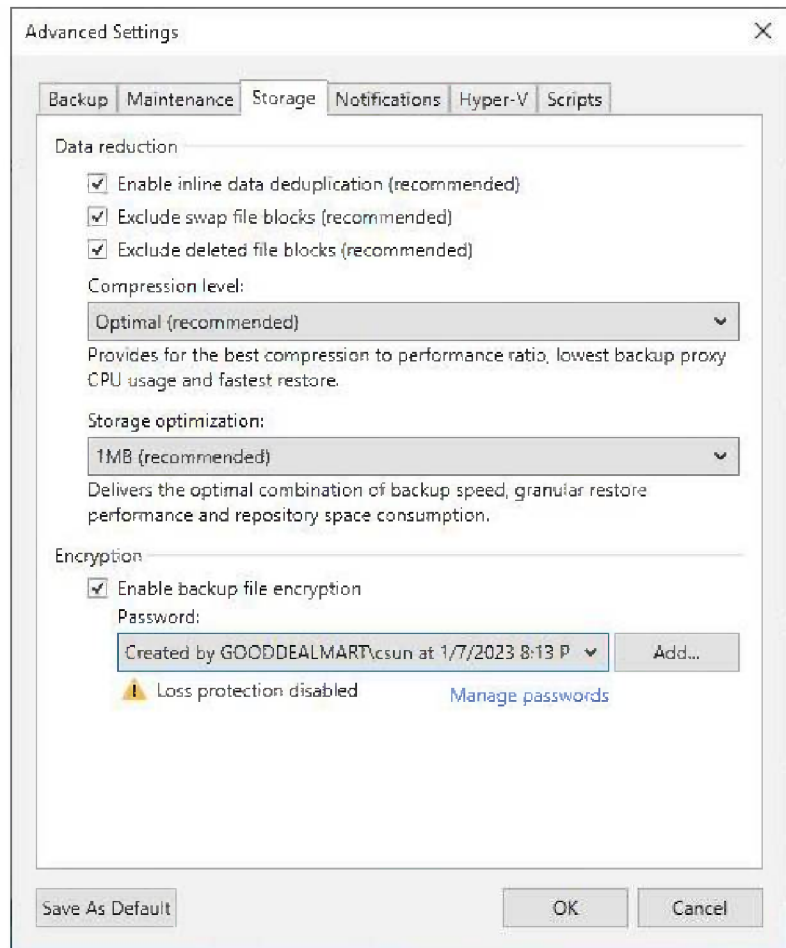 Advanced Settings
Backup Maintenance Storage Notifications Hyper-V Scripts
Data reduction
Enable inline data deduplication (recommended)
Exclude swap file blocks (recommended)
Exclude deleted file blocks (recommended)
Compression level:
Optimal (recommended)
Provides for the best compression to performance ratio, lowest backup proxy
CPU usage and fastest restore.
Storage optimization:
1MB (recommended)
Delivers the optimal combination of backup speed, granular restore
performance and repository space consumption.
Encryption
Enable backup file encryption
Password:
Created by GOODDEALMART\csun at 1/7/2023 8:13 P Add...
Loss protection disabled Manage passwords
Save As Default OK Cancel